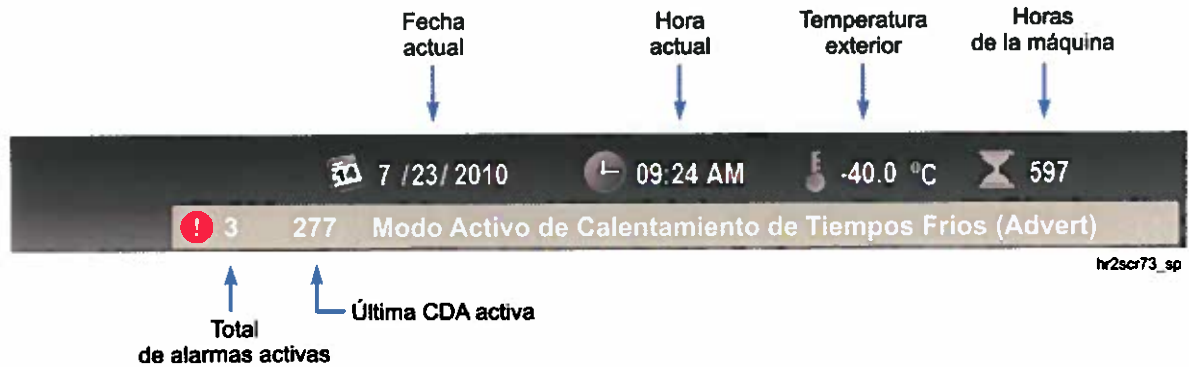 Fecha
actual
Hora
actual
Temperatura
exterior
Horas
de la máquina
14
7 /23/ 2010
09:24 AM
-40.0 °C
597
! 3 277 Modo Activo de Calentamiento de Tiempos Frios (Advert)
hr2scr73_sp
Última CDA activa
Total
de alarmas activas